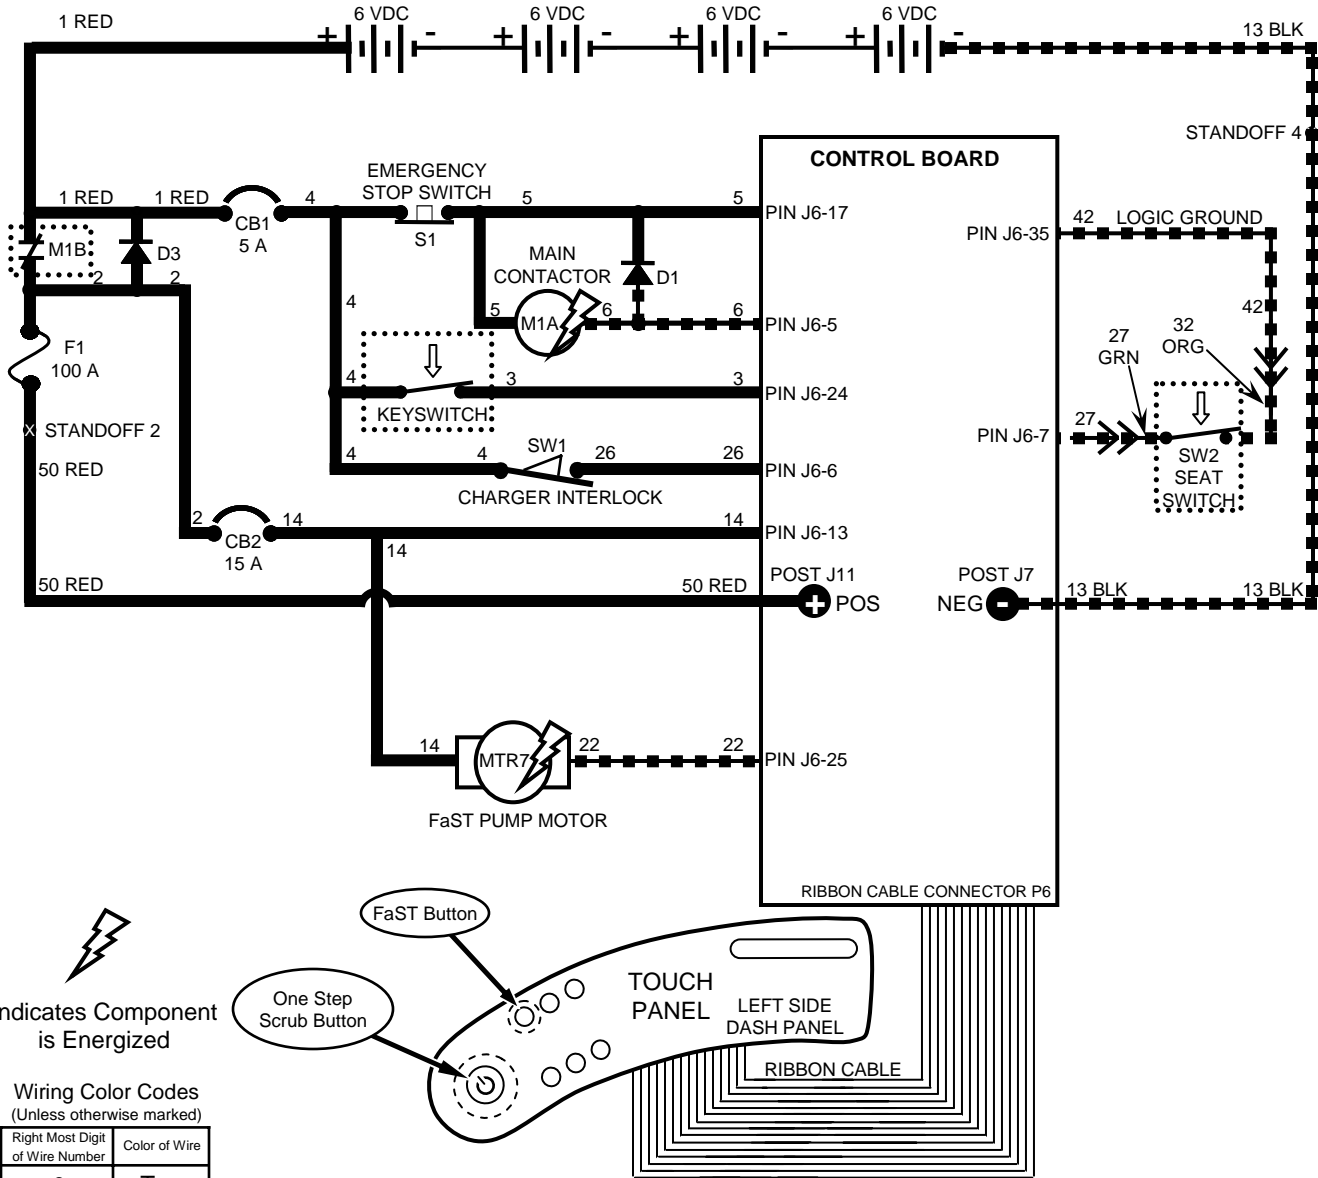 1 RED
6 VDC
6 VDC
6 VDC
6 VDC
+
-
+
-
+
-
+
-
13 BLK
STANDOFF 4
CONTROL BOARD
EMERGENCY
STOP SWITCH
S1
1 RED
1 RED
CB1
5 A
4
5
5
PIN J6-17
42
LOGIC GROUND
PIN J6-35
M1B
D3
2
2
MAIN
CONTACTOR
D1
5
M1A
6
6
PIN J6-5
4
42
F1
100 A
27
GRN
32
ORG
4
3
3
PIN J6-24
KEYSWITCH
X STANDOFF 2
27
PIN J6-7
SW2
SEAT
SWITCH
50 RED
4
4
SW1
26
26
PIN J6-6
CHARGER INTERLOCK
2
CB2
15 A
14
14
14
PIN J6-13
50 RED
50 RED
POST J11
+ POS
POST J7
NEG -
13 BLK
13 BLK
14
MTR7
22
22
PIN J6-25
FaST PUMP MOTOR
RIBBON CABLE CONNECTOR P6
FaST Button
One Step
Scrub Button
TOUCH
PANEL
LEFT SIDE
DASH PANEL
RIBBON CABLE
ndicates Component
is Energized
Wiring Color Codes
(Unless otherwise marked)
Right Most Digit
of Wire Number
Color of Wire